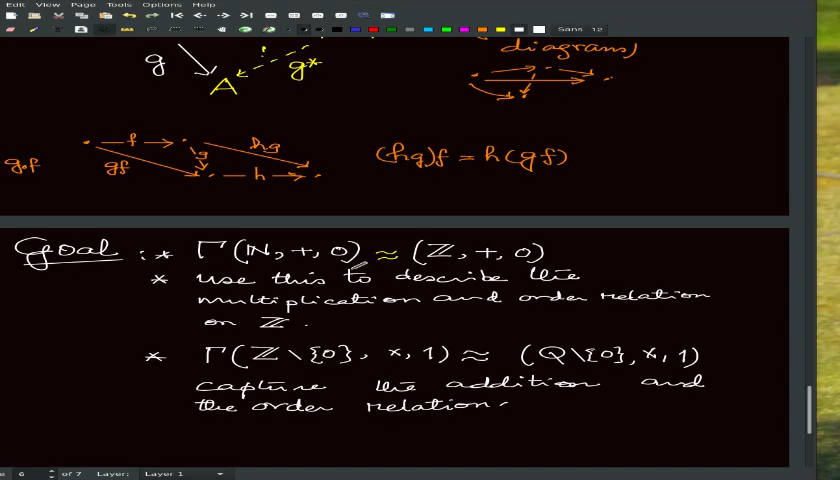 Edit View Journal Tools Options Help
Sans 12
g
A
g*
diagrams)
f
hg
g
g∘f
gf
h
(hg)f = h(gf)
Goal : * Γ(ℕ, +, 0) ≈ (ℤ, +, 0)
* use this to describe the
multiplication and order relation
on ℤ.
* Γ(ℤ\{0}, ×, 1) ≈ (ℚ\{0}, ×, 1)
capture the addition and
the order relation.
6 of 7 Layer: Layer 1